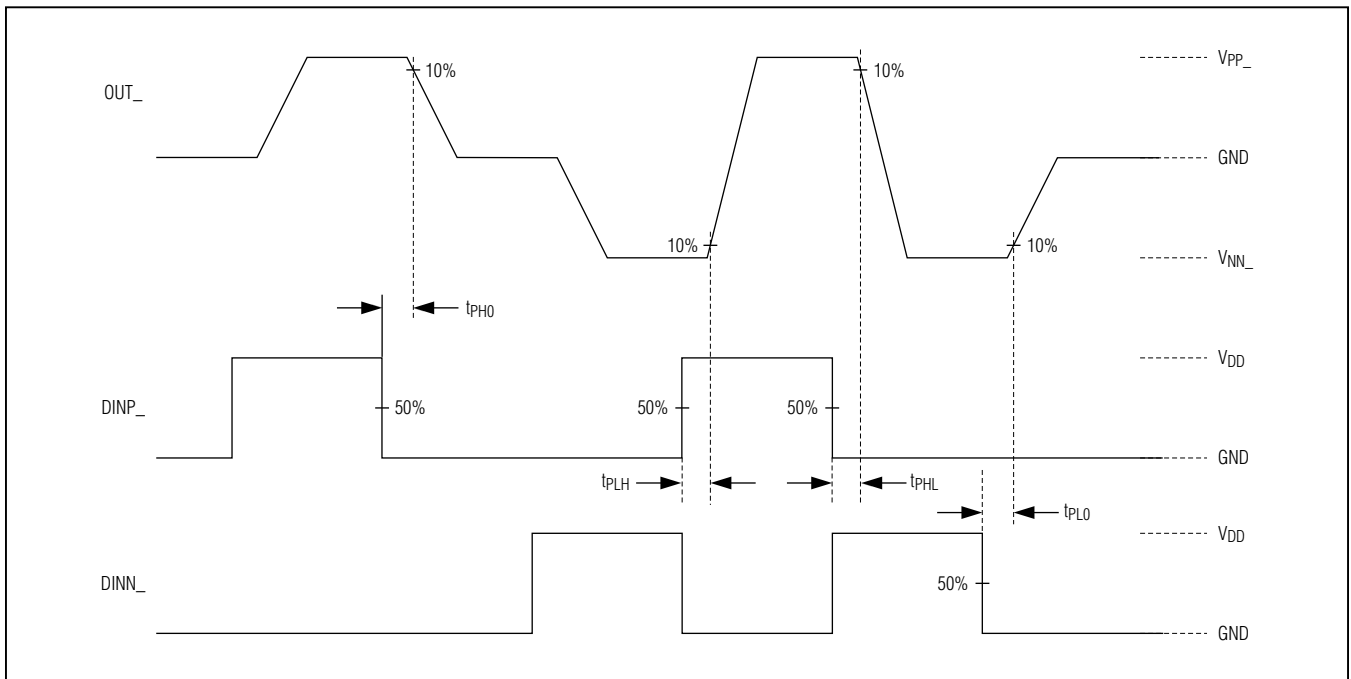 VPP_
10%
10%
OUT_
GND
10%
10%
VNN_
tPH0
VDD
DINP_
50%
50%
50%
GND
tPLH
tPHL
tPL0
VDD
DINN_
50%
GND